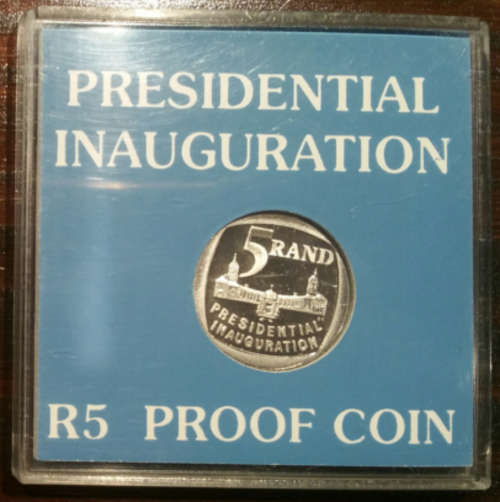 PRESIDENTIAL
INAUGURATION
5 RAND
PRESIDENTIAL
INAUGURATION
R5 PROOF COIN